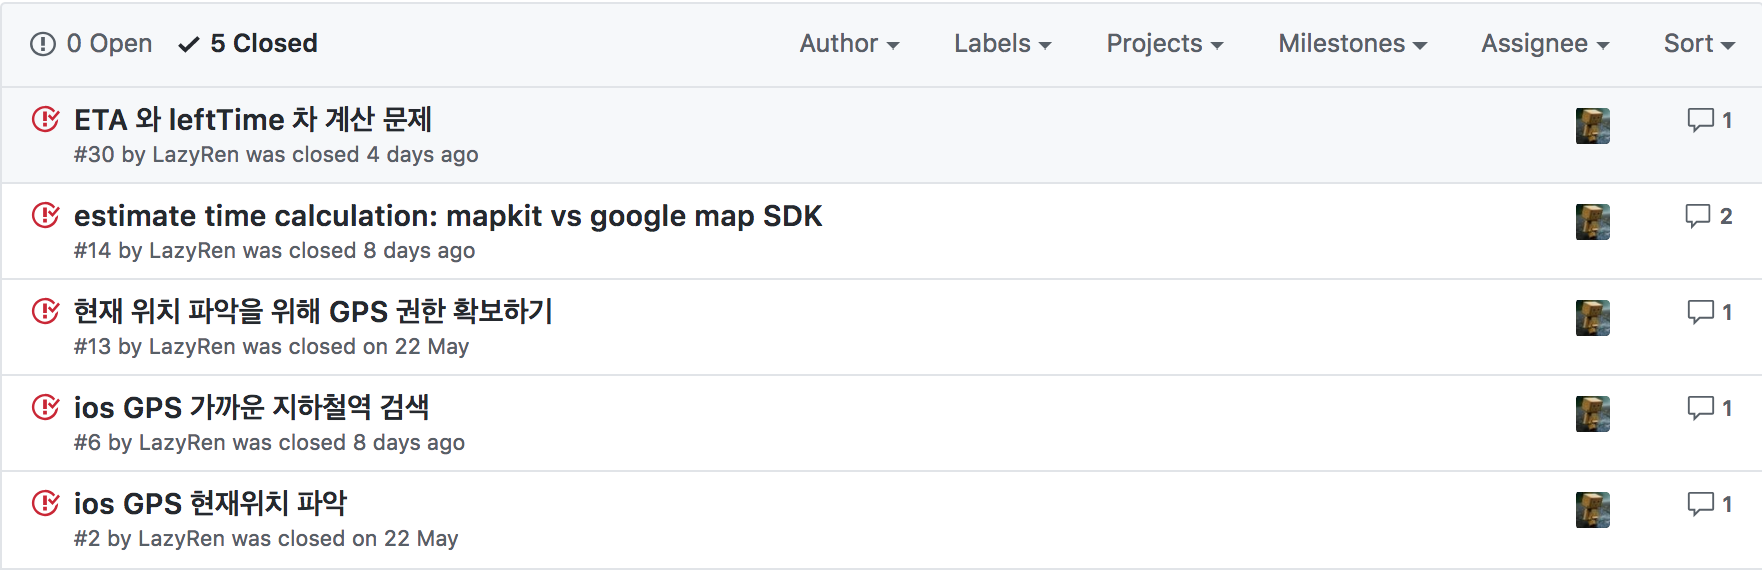 0 Open 5 Closed Author Labels Projects Milestones Assignee Sort
ETA 와 leftTime 차 계산 문제 1
#30 by LazyRen was closed 4 days ago
estimate time calculation: mapkit vs google map SDK 2
#14 by LazyRen was closed 8 days ago
현재 위치 파악을 위해 GPS 권한 확보하기 1
#13 by LazyRen was closed on 22 May
ios GPS 가까운 지하철역 검색 1
#6 by LazyRen was closed 8 days ago
ios GPS 현재위치 파악 1
#2 by LazyRen was closed on 22 May